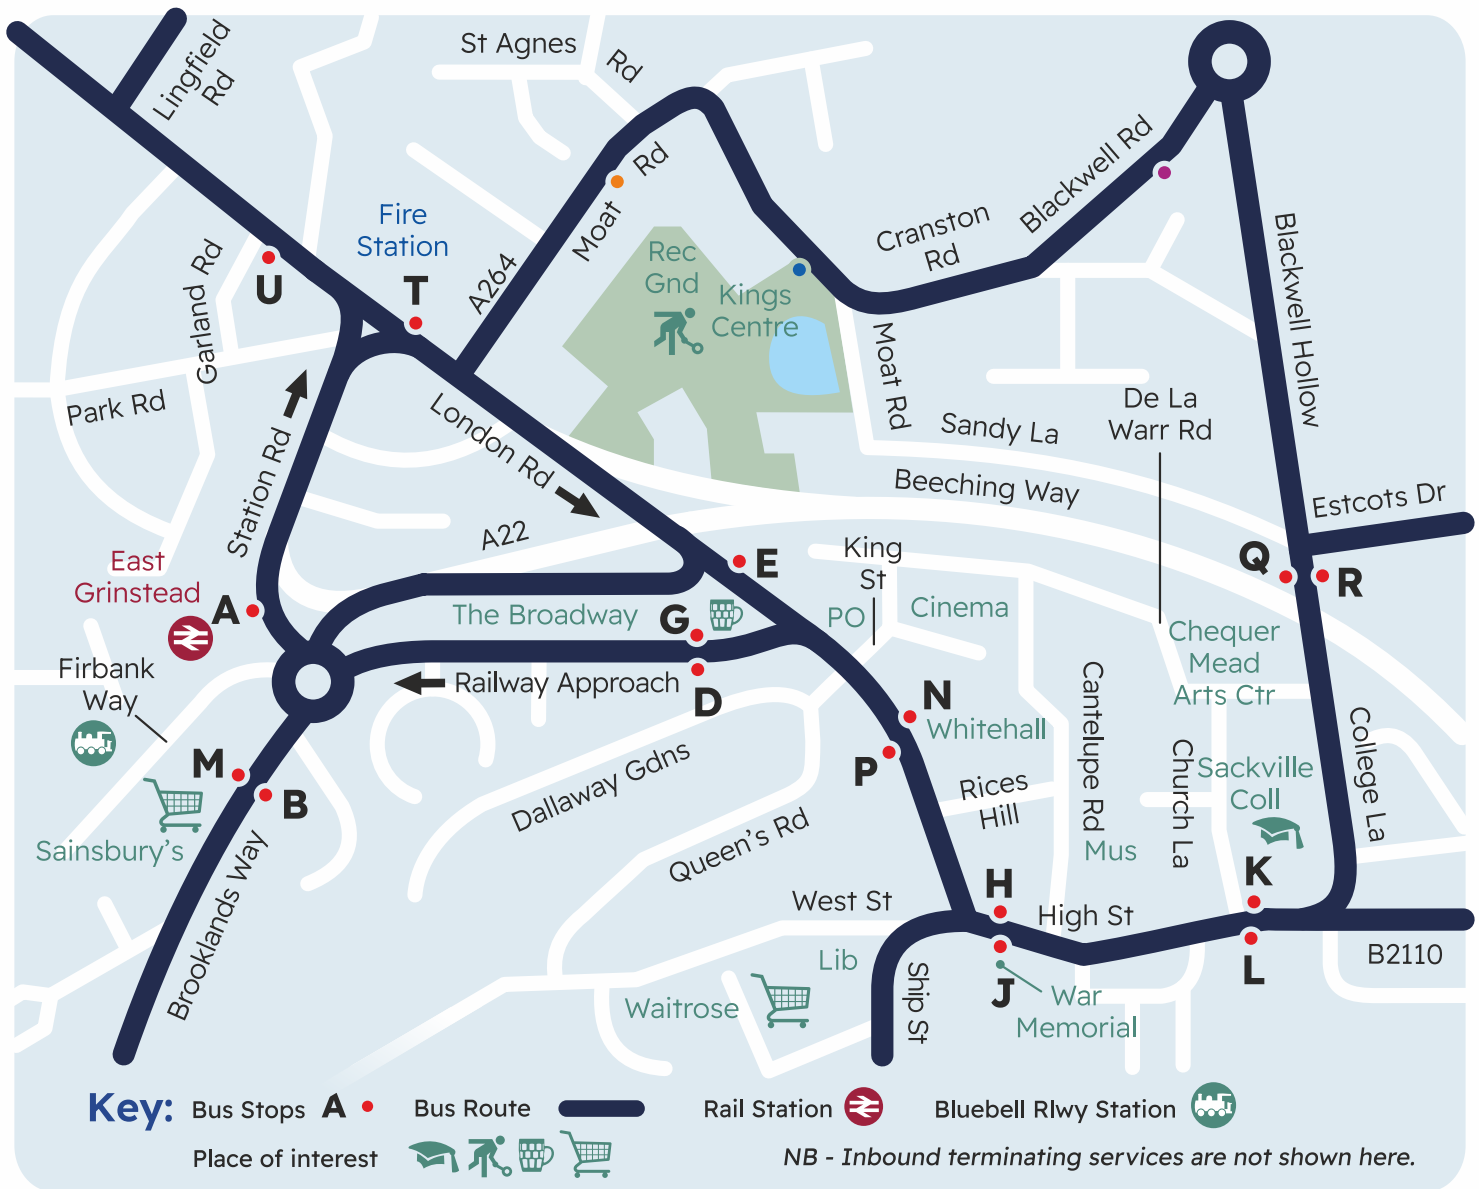 Lingfield
Rd
St Agnes
Rd
Moat
Rd
A264
Fire
Station
T
U
Garland Rd
Park Rd
Rec
Gnd
Kings
Centre
Cranston
Rd
Blackwell Rd
Blackwell Hollow
Moat Rd
De La
Warr Rd
Sandy La
Beeching Way
Estcots Dr
London Rd
Station Rd
A22
East
Grinstead
A
E
King
St
Q
R
The Broadway
G
PO
Cinema
Chequer
Mead
Arts Ctr
Firbank
Way
Railway Approach
D
N
Whitehall
P
Cantelupe Rd
Church La
College La
M
B
Sainsbury's
Brooklands Way
Dallaway Gdns
Queen's Rd
Rices
Hill
Sackville
Coll
Mus
K
H
West St
High St
L
B2110
Lib
Ship St
J
War
Memorial
Waitrose
Key:
Bus Stops A
Bus Route
Rail Station
Bluebell Rlwy Station
Place of interest
NB - Inbound terminating services are not shown here.